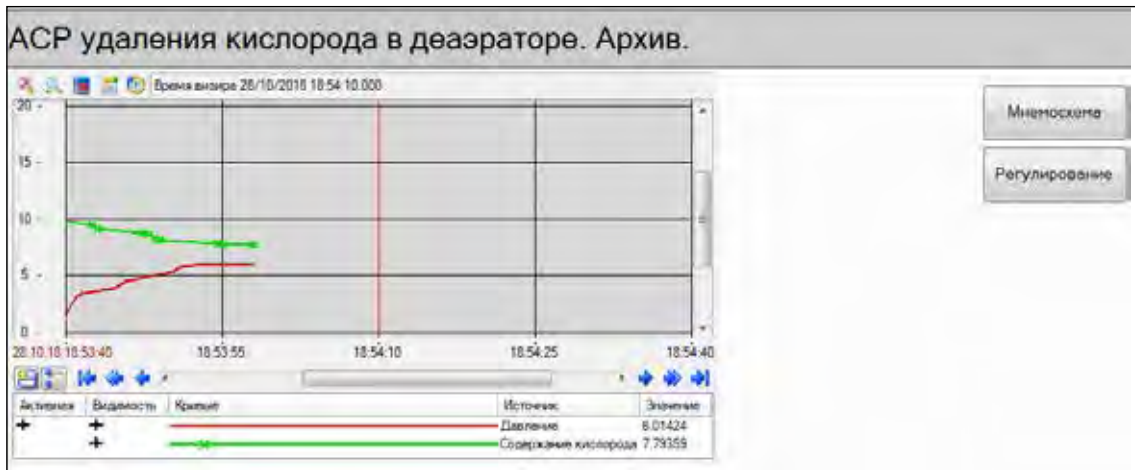 АСР удаления кислорода в деаэраторе. Архив.
Время визира 28/10/2018 18:54:10.000
Мнемосхема
Регулирование
20
15
10
5
0
28.10.18 18:53:40 18:53:55 18:54:10 18:54:25 18:54:40
Активная Видимость Кривые Источник Значение
Давление 6.01424
Содержание кислорода 7.79359